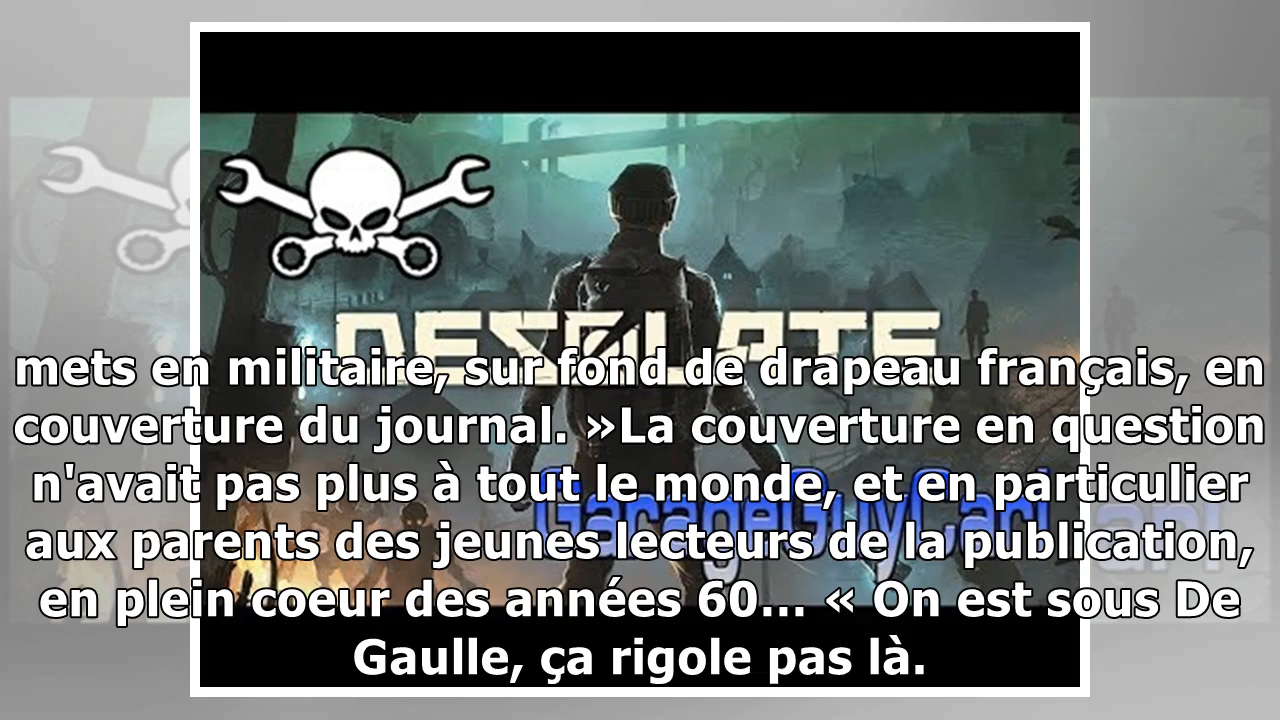 DESOLATE
mets en militaire, sur fond de drapeau français, en
couverture du journal. »La couverture en question
n'avait pas plus à tout le monde, et en particulier
aux parents des jeunes lecteurs de la publication,
en plein coeur des années 60... « On est sous De
Gaulle, ça rigole pas là.
GarageGuyCarl